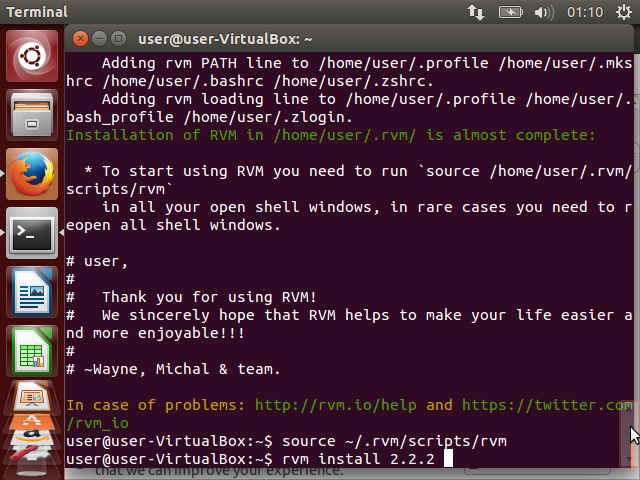 Terminal
01:10
user@user-VirtualBox: ~
Adding rvm PATH line to /home/user/.profile /home/user/.mks
hrc /home/user/.bashrc /home/user/.zshrc.
Adding rvm loading line to /home/user/.profile /home/user/.
bash_profile /home/user/.zlogin.
Installation of RVM in /home/user/.rvm/ is almost complete:
* To start using RVM you need to run `source /home/user/.rvm/
scripts/rvm`
in all your open shell windows, in rare cases you need to r
eopen all shell windows.
# user,
#
#   Thank you for using RVM!
#   We sincerely hope that RVM helps to make your life easier a
nd more enjoyable!!!
#
# ~Wayne, Michal & team.
In case of problems: http://rvm.io/help and https://twitter.com
/rvm_io
user@user-VirtualBox:~$ source ~/.rvm/scripts/rvm
user@user-VirtualBox:~$ rvm install 2.2.2
that we can improve your experience.